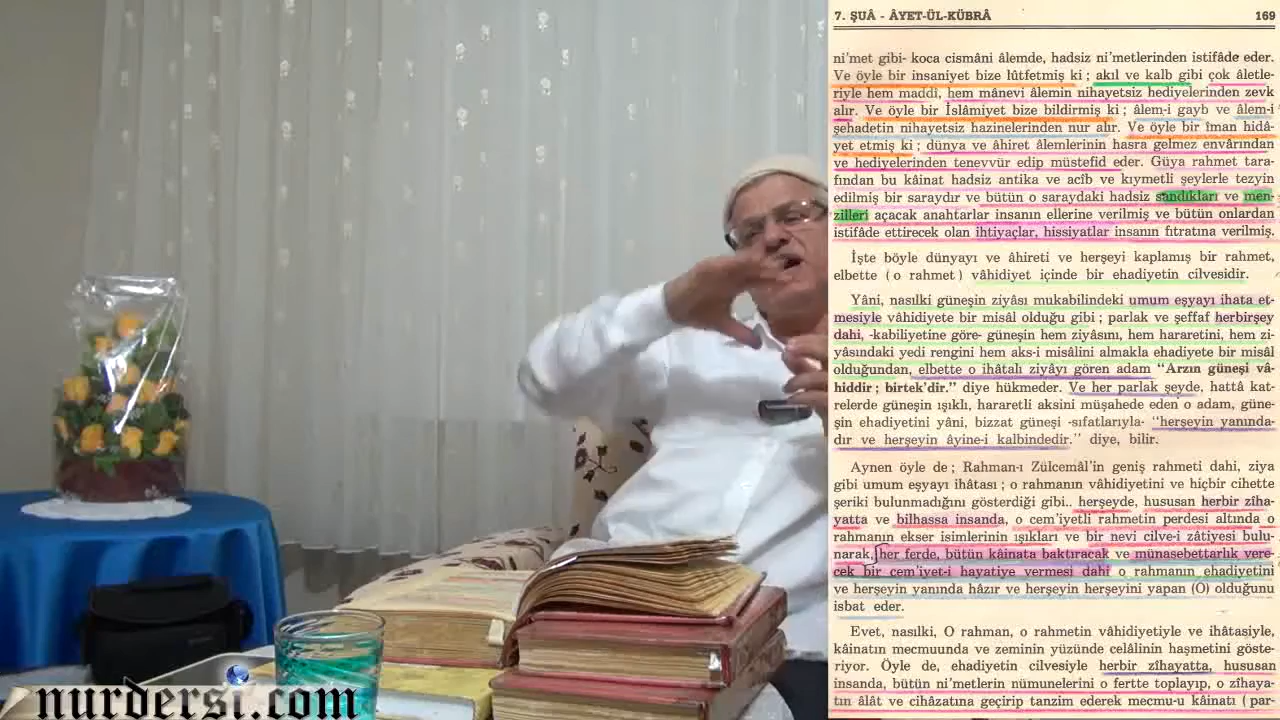 7. ŞUÂ - ÂYET-ÜL-KÜBRÂ 169
ni'met gibi- koca cismâni âlemde, hadsiz ni'metlerinden istifâde eder.
Ve öyle bir insaniyet bize lûtfetmiş ki ; akıl ve kalb gibi çok âletle-
riyle hem maddî, hem mânevi âlemin nihayetsiz hediyelerinden zevk
alır. Ve öyle bir İslâmiyet bize bildirmiş ki ; âlem-i gayb ve âlem-i
şehadetin nihayetsiz hazinelerinden nur alır. Ve öyle bir îman hidâ-
yet etmiş ki ; dünya ve âhiret âlemlerinin hasra gelmez envârından
ve hediyelerinden tenevvür edip müstefid eder. Güya rahmet tara-
fından bu kâinat hadsiz antika ve acîb ve kıymetli şeylerle tezyin
edilmiş bir saraydır ve bütün o saraydaki hadsiz sandıkları ve men-
zilleri açacak anahtarlar insanın ellerine verilmiş ve bütün onlardan
istifâde ettirecek olan ihtiyaçlar, hissiyatlar insanın fıtratına verilmiş.
İşte böyle dünyayı ve âhireti ve herşeyi kaplamış bir rahmet,
elbette ( o rahmet ) vâhidiyet içinde bir ehadiyetin cilvesidir.
Yâni, nasılki güneşin ziyâsı mukabilindeki umum eşyayı ihata et-
mesiyle vâhidiyete bir misâl olduğu gibi ; parlak ve şeffaf herbirşey
dahi, -kabiliyetine göre- güneşin hem ziyâsını, hem hararetini, hem zi-
yâsındaki yedi rengini hem aks-i misâlini almakla ehadiyete bir misâl
olduğundan, elbette o ihâtalı ziyâyı gören adam "Arzın güneşi vâ-
hiddir ; birtek'dir." diye hükmeder. Ve her parlak şeyde, hattâ kat-
relerde güneşin ışıklı, hararetli aksini müşahede eden o adam, güne-
şin ehadiyetini yâni, bizzat güneşi -sıfatlarıyla- "herşeyin yanında-
dır ve herşeyin âyine-i kalbindedir." diye, bilir.
Aynen öyle de ; Rahman-ı Zülcemâl'in geniş rahmeti dahi, ziya
gibi umum eşyayı ihâtası ; o rahmanın vâhidiyetini ve hiçbir cihette
şeriki bulunmadığını gösterdiği gibi.. herşeyde, hususan herbir zîha-
yatta ve bilhassa insanda, o cem'iyetli rahmetin perdesi altında o
rahmanın ekser isimlerinin ışıkları ve bir nevi cilve-i zâtiyesi bulu-
narak, her ferde, bütün kâinata baktıracak ve münasebettarlık vere-
cek bir cem'iyet-i hayatiye vermesi dahi o rahmanın ehadiyetini
ve herşeyin yanında hâzır ve herşeyin herşeyini yapan (O) olduğunu
isbat eder.
Evet, nasılki, O rahman, o rahmetin vâhidiyetiyle ve ihâtasiyle,
kâinatın mecmuunda ve zeminin yüzünde celâlinin haşmetini göste-
riyor. Öyle de, ehadiyetin cilvesiyle herbir zîhayatta, hususan
insanda, bütün ni'metlerin nümunelerini o fertte toplayıp, o zîhaya-
tın âlât ve cihâzatına geçirip tanzim ederek mecmu-u kâinatı (par-
nurdersi.com